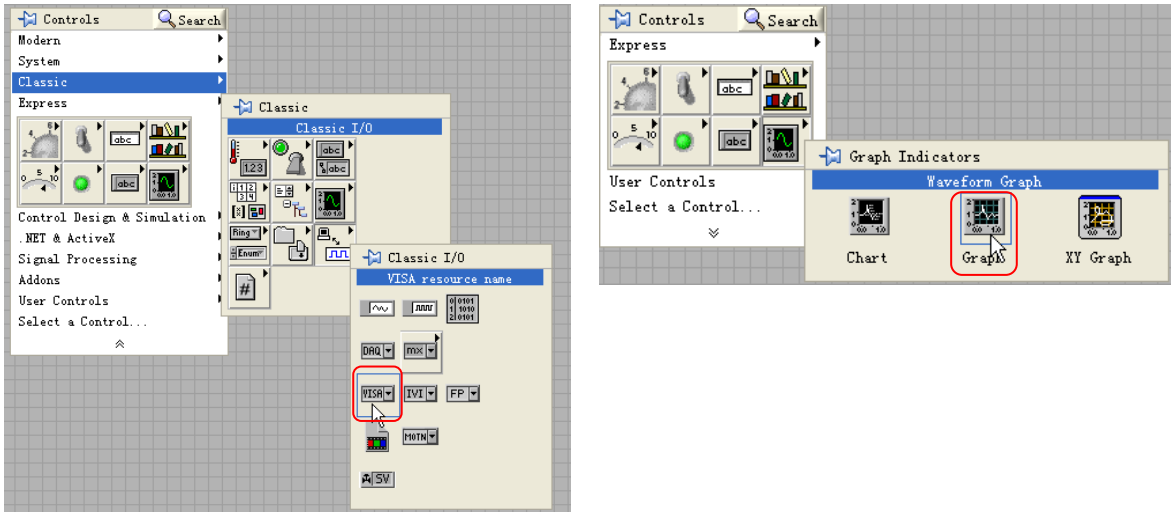 Controls
Search
Modern
System
Classic
Express
abc
abc
Control Design & Simulation
.NET & ActiveX
Signal Processing
Addons
User Controls
Select a Control...
Classic
Classic I/O
1.23
abc
abc
Ring
Enum
#
Classic I/O
VISA resource name
DAQ
mx
VISA
IVI
FP
MOTN
SV
Controls
Search
Express
abc
abc
User Controls
Select a Control...
Graph Indicators
Waveform Graph
Chart
Graph
XY Graph